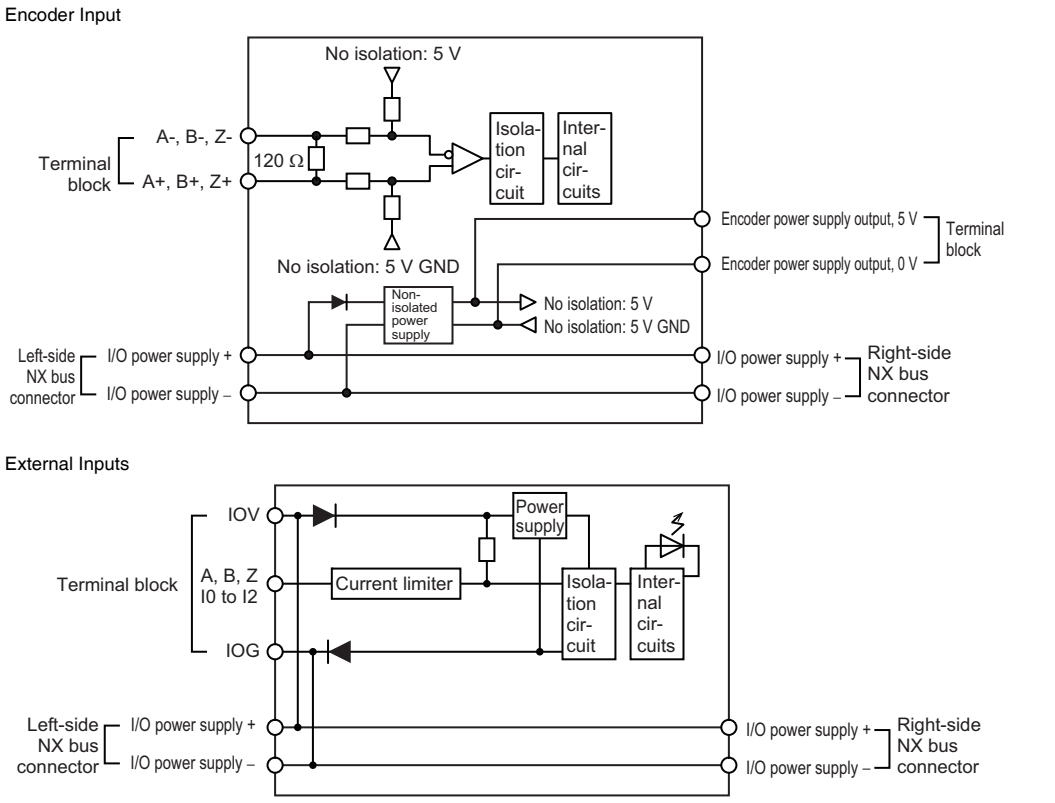 Encoder Input
No isolation: 5 V
A-, B-, Z-
Terminal
block
120 Ω
A+, B+, Z+
Isola-
tion
cir-
cuit
Inter-
nal
cir-
cuits
No isolation: 5 V GND
Encoder power supply output, 5 V
Encoder power supply output, 0 V
Terminal
block
Non-
isolated
power
supply
No isolation: 5 V
No isolation: 5 V GND
Left-side
NX bus
connector
I/O power supply +
I/O power supply –
I/O power supply +
I/O power supply –
Right-side
NX bus
connector
External Inputs
IOV
Terminal block
A, B, Z
I0 to I2
IOG
Current limiter
Power
supply
Isola-
tion
cir-
cuit
Inter-
nal
cir-
cuits
Left-side
NX bus
connector
I/O power supply +
I/O power supply –
I/O power supply +
I/O power supply –
Right-side
NX bus
connector